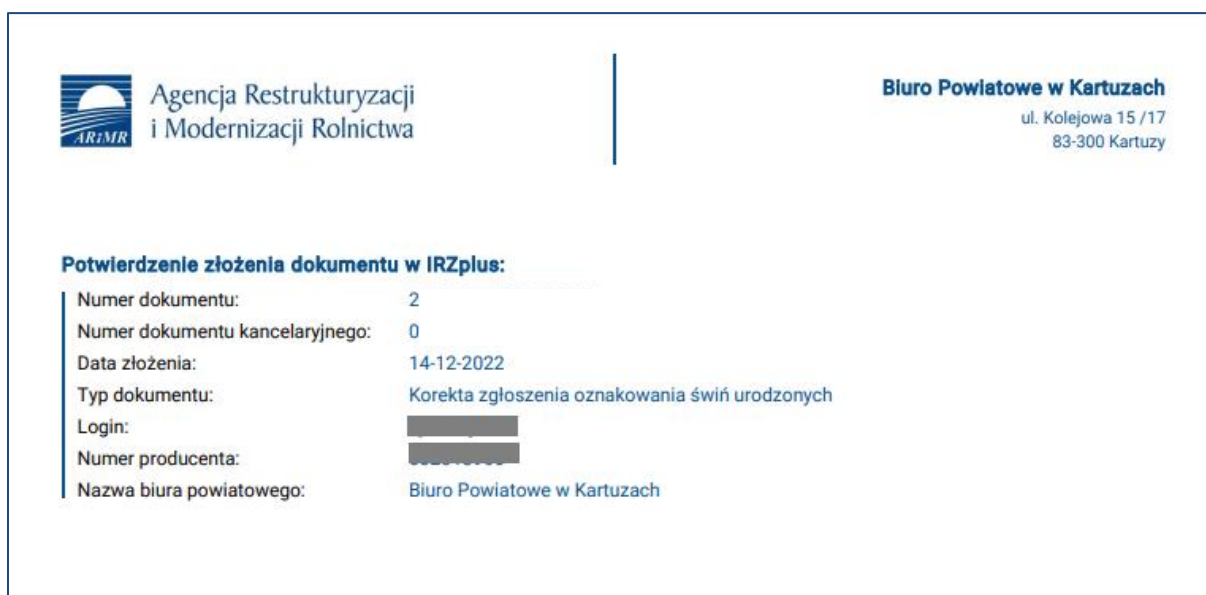 Agencja Restrukturyzacji
i Modernizacji Rolnictwa
ARiMR
Biuro Powiatowe w Kartuzach
ul. Kolejowa 15 /17
83-300 Kartuzy
Potwierdzenie złożenia dokumentu w IRZplus:
Numer dokumentu: 2
Numer dokumentu kancelaryjnego: 0
Data złożenia: 14-12-2022
Typ dokumentu: Korekta zgłoszenia oznakowania świń urodzonych
Login:
Numer producenta:
Nazwa biura powiatowego: Biuro Powiatowe w Kartuzach